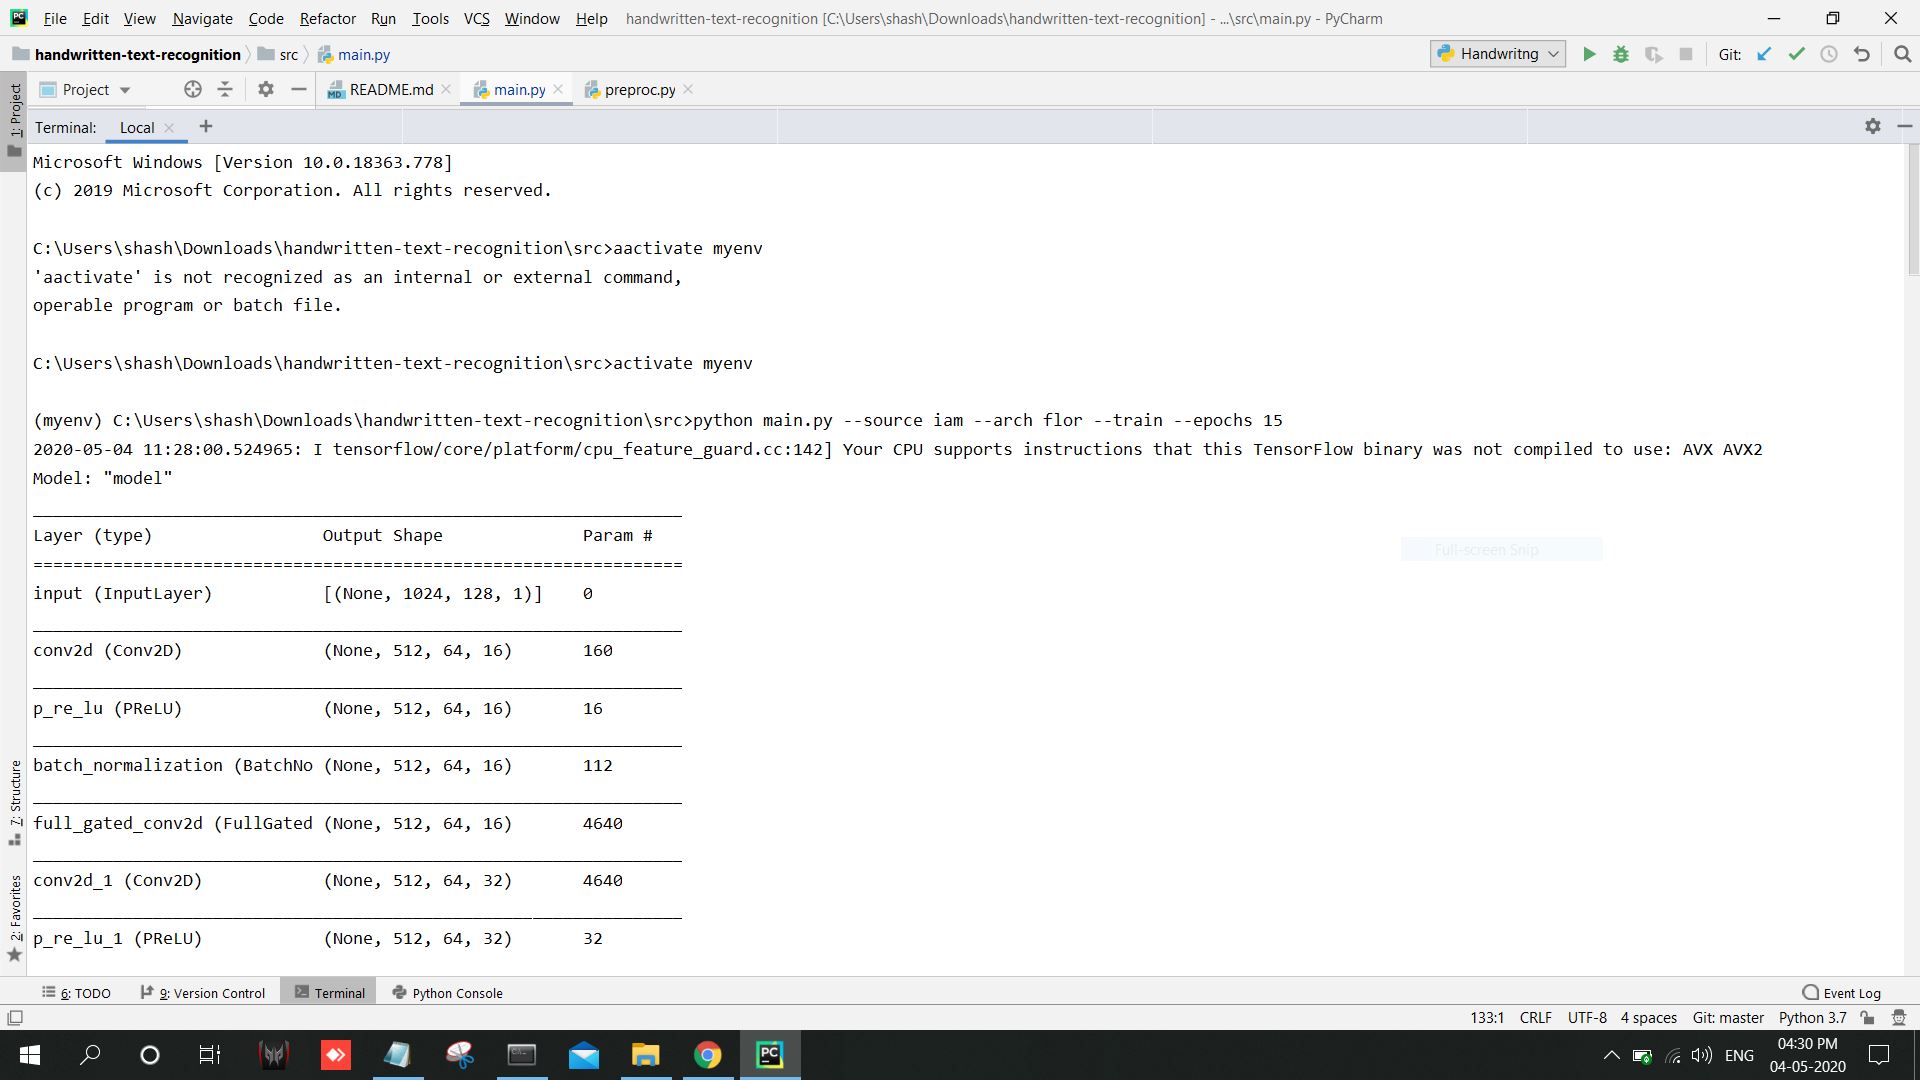 File Edit View Navigate Code Refactor Run Tools VCS Window Help handwritten-text-recognition [C:\Users\shash\Downloads\handwritten-text-recognition] - ...\src\main.py - PyCharm
handwritten-text-recognition src main.py Handwritng Git:
1: Project Project README.md main.py preproc.py
Terminal: Local +
Microsoft Windows [Version 10.0.18363.778]
(c) 2019 Microsoft Corporation. All rights reserved.
C:\Users\shash\Downloads\handwritten-text-recognition\src>aactivate myenv
'aactivate' is not recognized as an internal or external command,
operable program or batch file.
C:\Users\shash\Downloads\handwritten-text-recognition\src>activate myenv
(myenv) C:\Users\shash\Downloads\handwritten-text-recognition\src>python main.py --source iam --arch flor --train --epochs 15
2020-05-04 11:28:00.524965: I tensorflow/core/platform/cpu_feature_guard.cc:142] Your CPU supports instructions that this TensorFlow binary was not compiled to use: AVX AVX2
Model: "model"
_________________________________________________________________
Layer (type) Output Shape Param #
=================================================================
Full-screen Snip
input (InputLayer) [(None, 1024, 128, 1)] 0
_________________________________________________________________
conv2d (Conv2D) (None, 512, 64, 16) 160
_________________________________________________________________
p_re_lu (PReLU) (None, 512, 64, 16) 16
_________________________________________________________________
batch_normalization (BatchNo (None, 512, 64, 16) 112
_________________________________________________________________
full_gated_conv2d (FullGated (None, 512, 64, 16) 4640
_________________________________________________________________
conv2d_1 (Conv2D) (None, 512, 64, 32) 4640
_________________________________________________________________
p_re_lu_1 (PReLU) (None, 512, 64, 32) 32
7: Structure
2: Favorites
6: TODO 9: Version Control Terminal Python Console Event Log
133:1 CRLF UTF-8 4 spaces Git: master Python 3.7
PC ENG 04:30 PM
04-05-2020